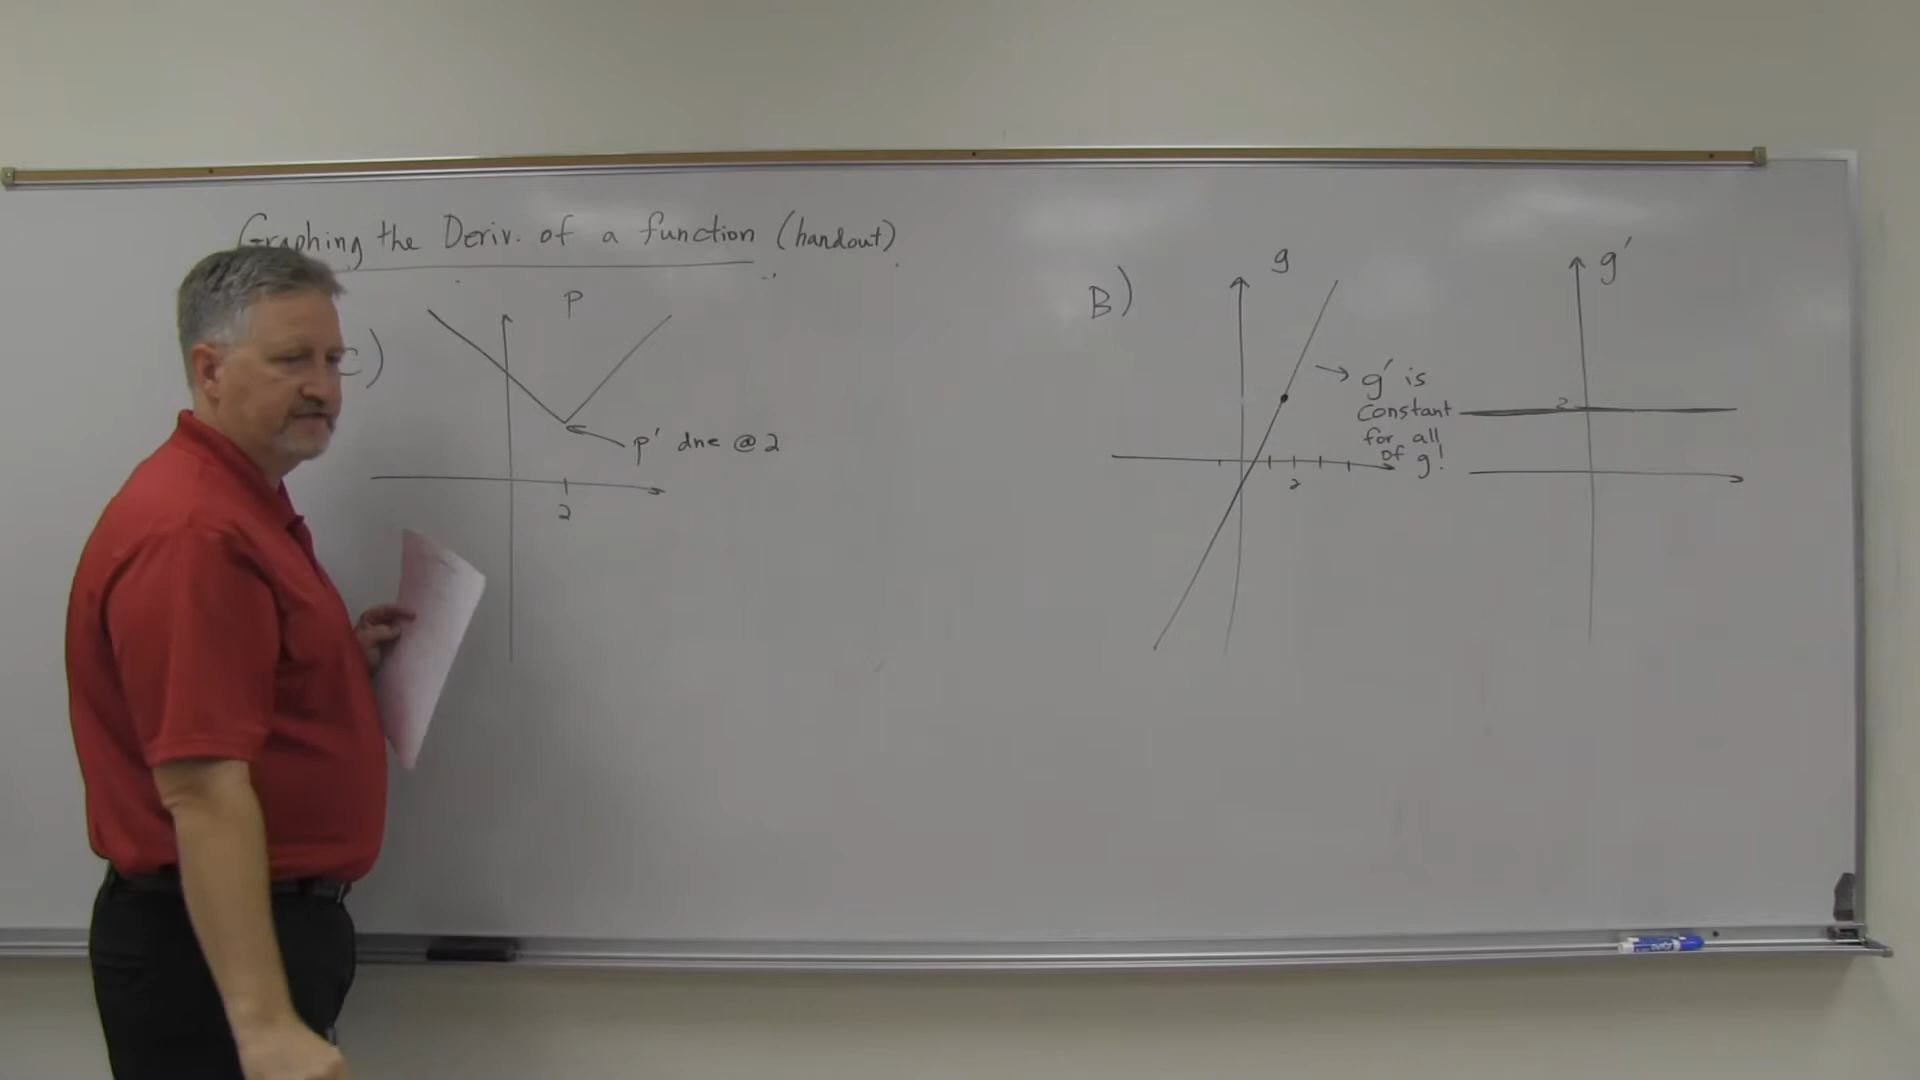 Graphing the Deriv. of a function (handout)
C)
P
p' dne @ 2
2
B)
g
g' is
constant
for all
of g!
2
g'
2